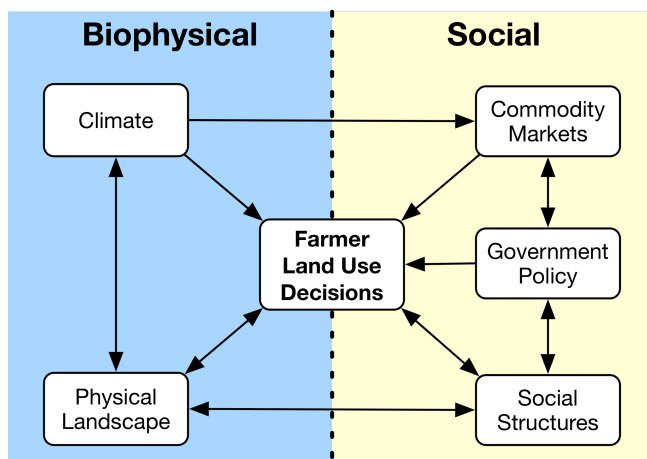 Biophysical
Social
Climate
Commodity
Markets
Farmer
Land Use
Decisions
Government
Policy
Physical
Landscape
Social
Structures